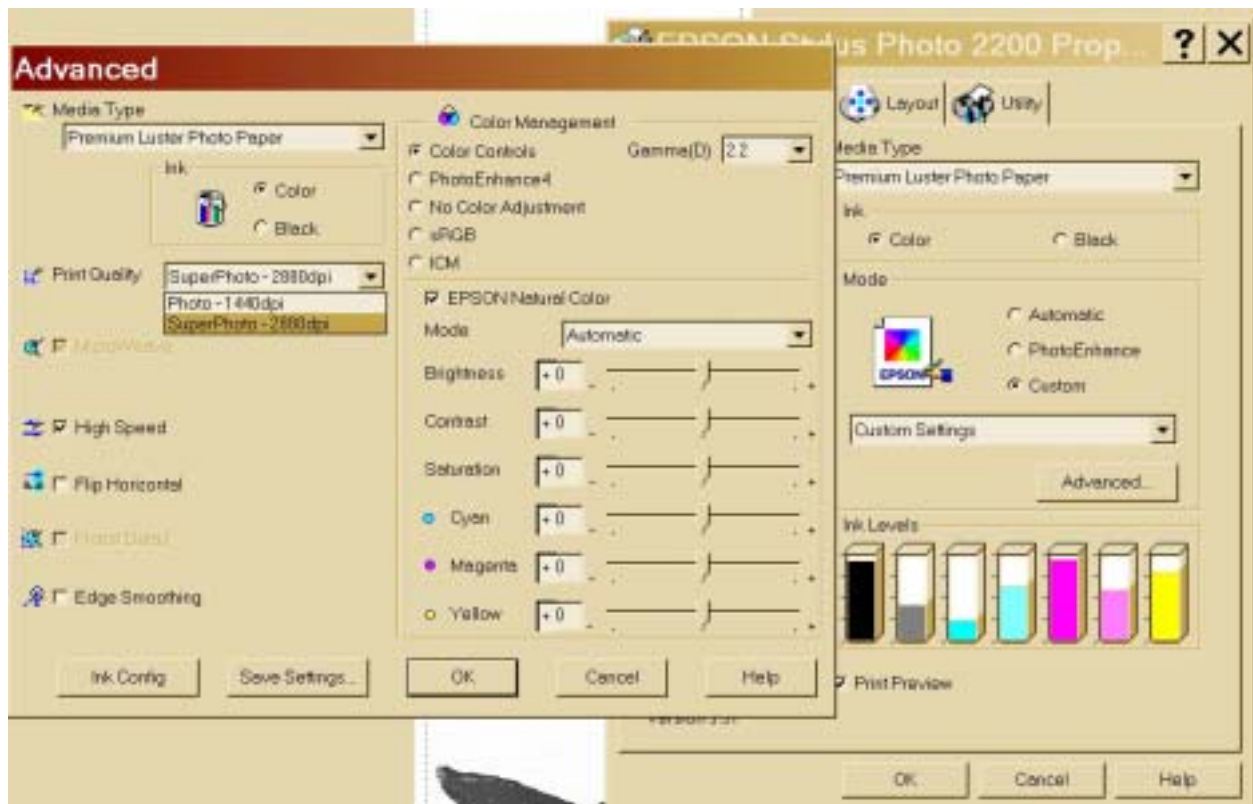 EPSON Stylus Photo 2200 Prop...
Advanced
Media Type
Premium Luster Photo Paper
Ink
Color
Black
Print Quality
SuperPhoto - 2880dpi
Photo - 1440dpi
SuperPhoto - 2880dpi
MicroWeave
High Speed
Flip Horizontal
Edge Smoothing
Ink Config
Save Settings...
Color Management
Color Controls
Gamma(D) 2.2
PhotoEnhance4
No Color Adjustment
sRGB
ICM
EPSON Natural Color
Mode
Automatic
Brightness + 0 - +
Contrast + 0 - +
Saturation + 0 - +
Cyan + 0 - +
Magenta + 0 - +
Yellow + 0 - +
OK
Cancel
Help
Layout
Utility
Media Type
Premium Luster Photo Paper
Ink
Color
Black
Mode
EPSON
Automatic
PhotoEnhance
Custom
Custom Settings
Advanced...
Ink Levels
Print Preview
OK
Cancel
Help